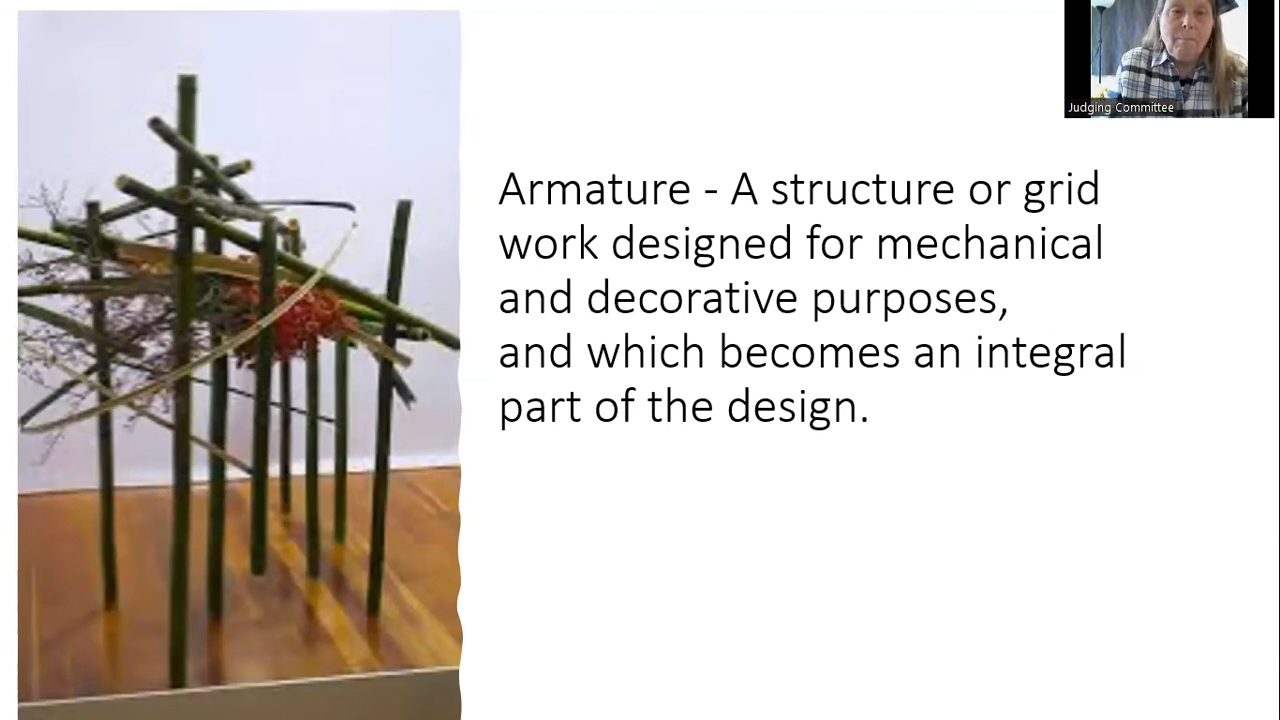 Judging Committee
Armature - A structure or grid
work designed for mechanical
and decorative purposes,
and which becomes an integral
part of the design.